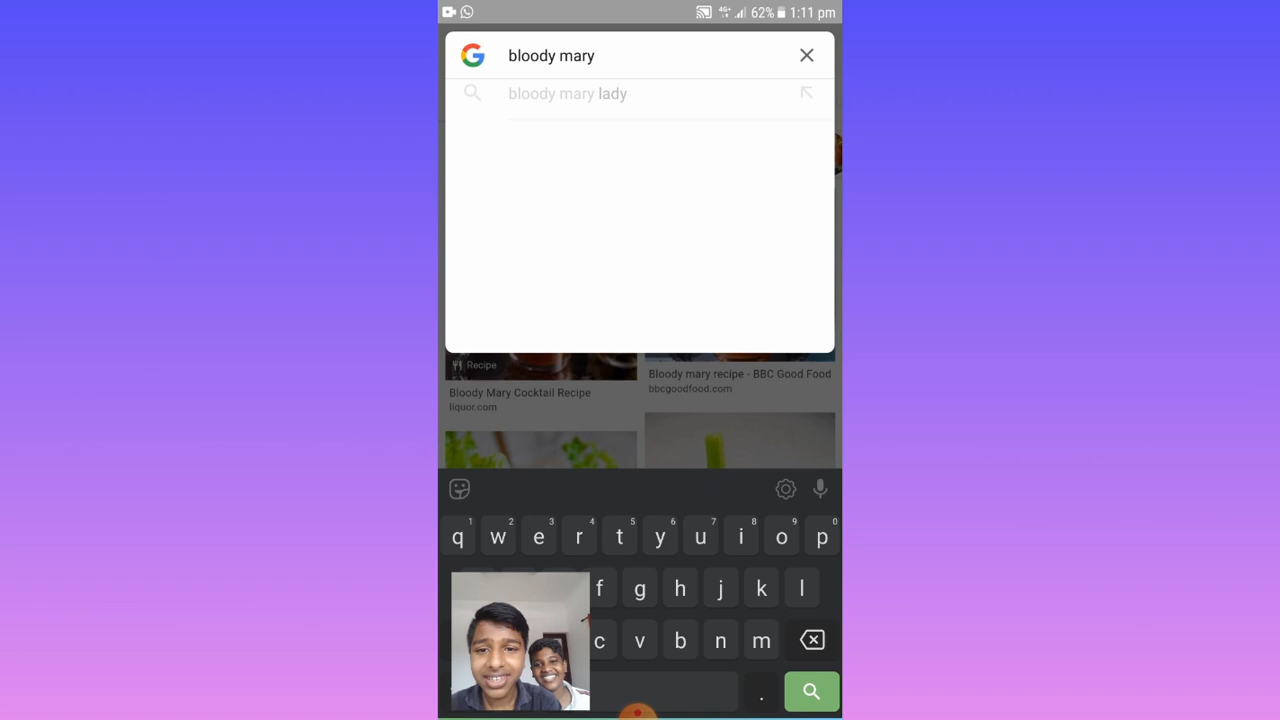 62% 1:11 pm
bloody mary
bloody mary lady
Recipe
Bloody Mary Cocktail Recipe
liquor.com
Bloody mary recipe - BBC Good Food
bbcgoodfood.com
1 2 3 4 5 6 7 8 9 0
q w e r t y u i o p
f g h j k l
c v b n m
.